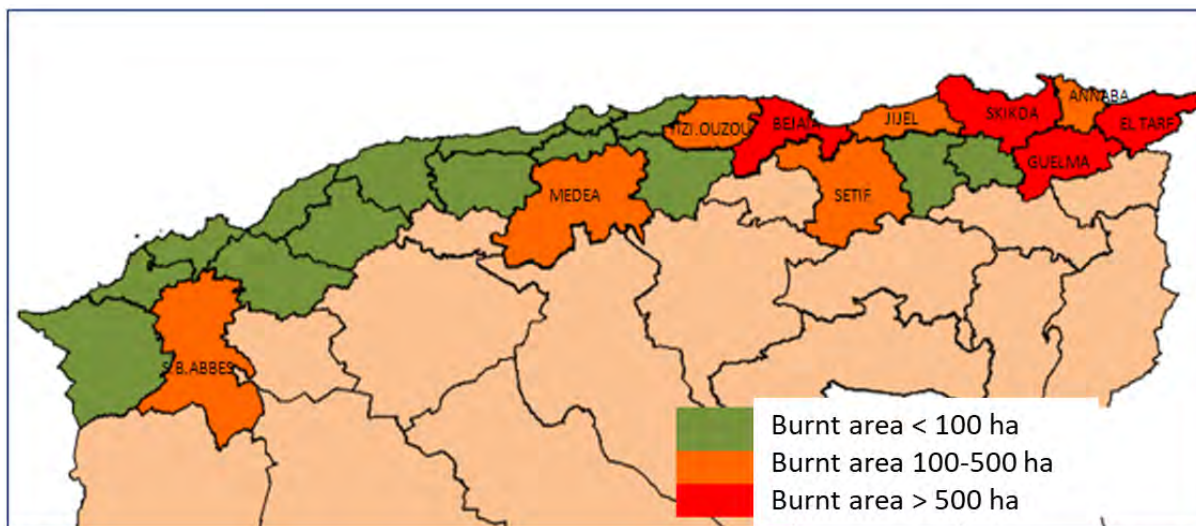 ANNABA
TIZI.OUZOU
BEJAIA
JIJEL
SKIKDA
EL TARF
GUELMA
MEDEA
SETIF
S.B.ABBES
Burnt area < 100 ha
Burnt area 100-500 ha
Burnt area > 500 ha